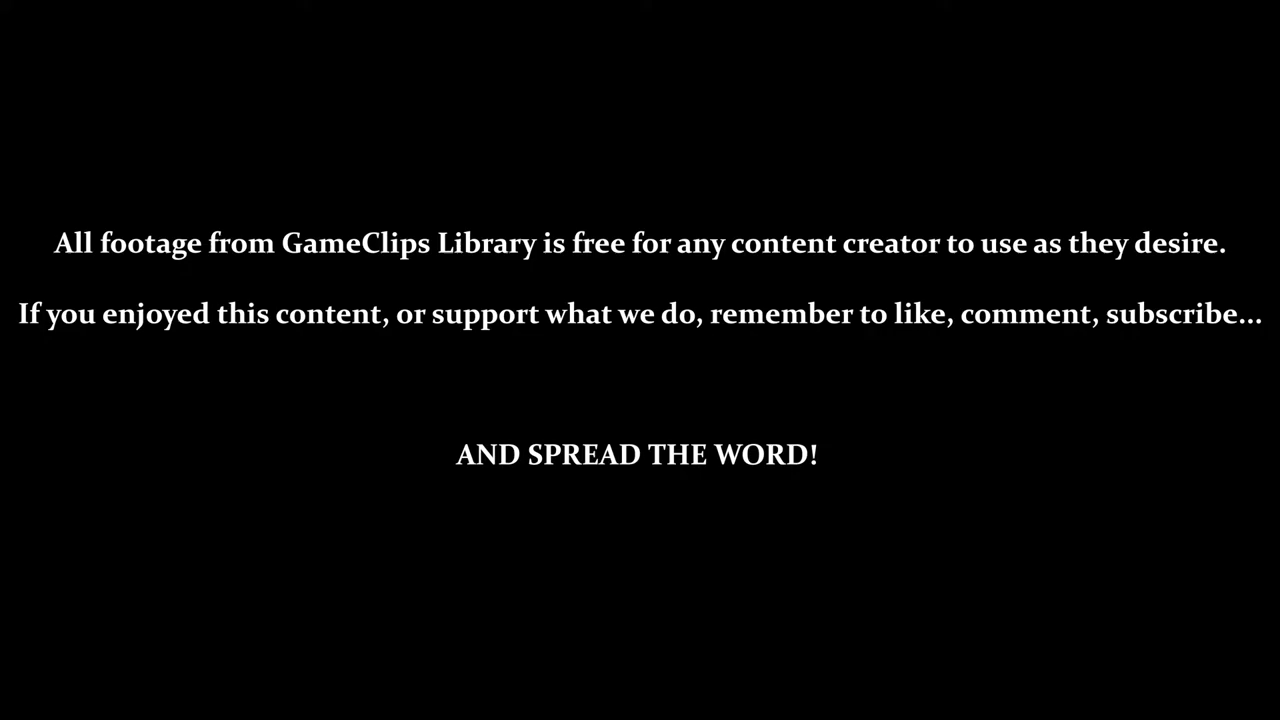 All footage from GameClips Library is free for any content creator to use as they desire.
If you enjoyed this content, or support what we do, remember to like, comment, subscribe...
AND SPREAD THE WORD!